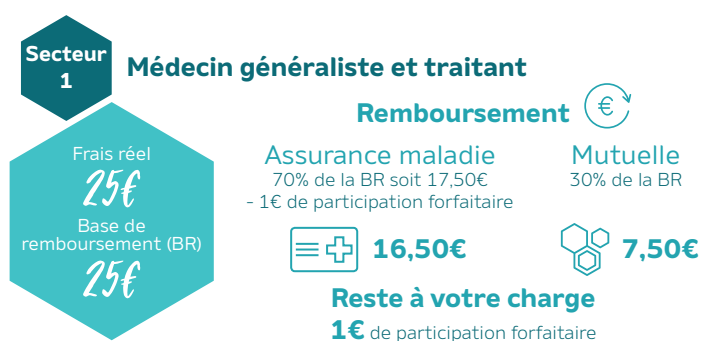 Secteur
1
Médecin généraliste et traitant
Remboursement €
Frais réel
25€
Base de
remboursement (BR)
25€
Assurance maladie
70% de la BR soit 17,50€
- 1€ de participation forfaitaire
16,50€
Mutuelle
30% de la BR
7,50€
Reste à votre charge
1€ de participation forfaitaire